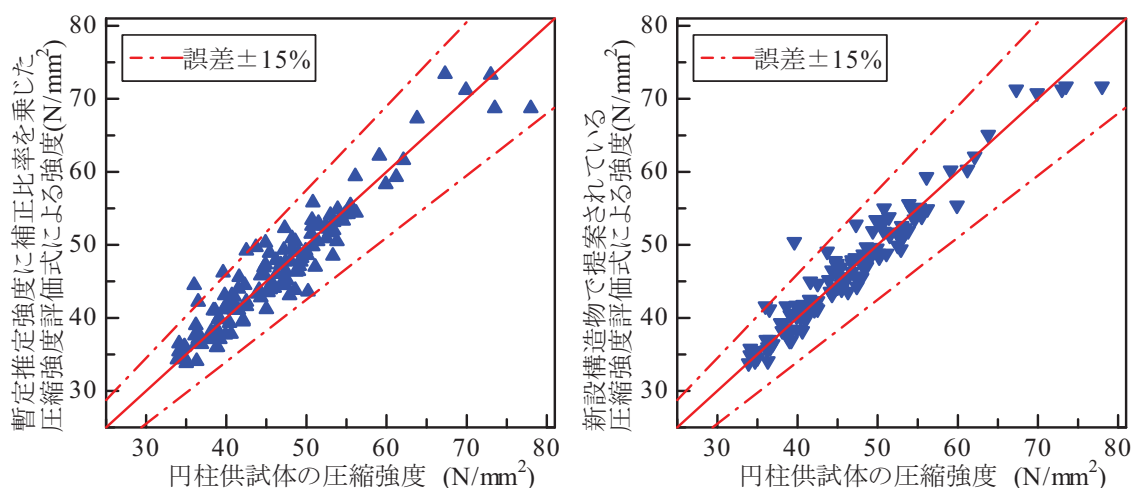 暫定推定強度に補正比率を乗じた
圧縮強度評価式による強度(N/mm²)
80
70
60
50
40
30
誤差±15%
30 40 50 60 70 80
円柱供試体の圧縮強度 (N/mm²)
新設構造物で提案されている
圧縮強度評価式による強度(N/mm²)
80
70
60
50
40
30
誤差±15%
30 40 50 60 70 80
円柱供試体の圧縮強度 (N/mm²)